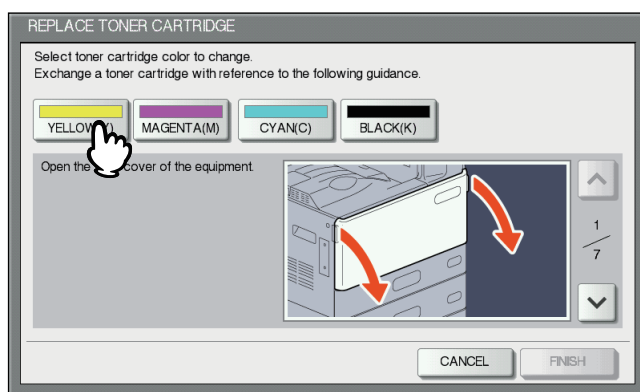 REPLACE TONER CARTRIDGE
Select toner cartridge color to change.
Exchange a toner cartridge with reference to the following guidance.
YELLOW(Y) MAGENTA(M) CYAN(C) BLACK(K)
Open the cover of the equipment.
1
7
CANCEL FINISH